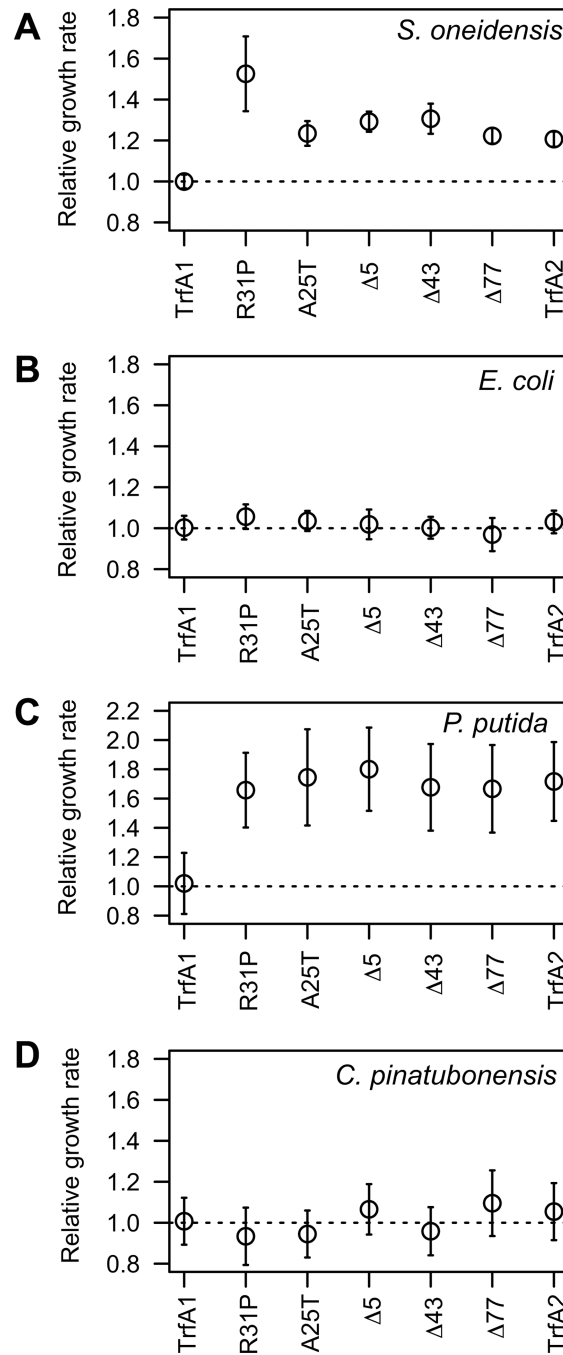 A
S. oneidensis
Relative growth rate
1.8
1.6
1.4
1.2
1.0
0.8
TrfA1
R31P
A25T
Δ5
Δ43
Δ77
TrfA2
B
E. coli
Relative growth rate
1.8
1.6
1.4
1.2
1.0
0.8
TrfA1
R31P
A25T
Δ5
Δ43
Δ77
TrfA2
C
P. putida
Relative growth rate
2.2
2.0
1.8
1.6
1.4
1.2
1.0
0.8
TrfA1
R31P
A25T
Δ5
Δ43
Δ77
TrfA2
D
C. pinatubonensis
Relative growth rate
1.8
1.6
1.4
1.2
1.0
0.8
TrfA1
R31P
A25T
Δ5
Δ43
Δ77
TrfA2